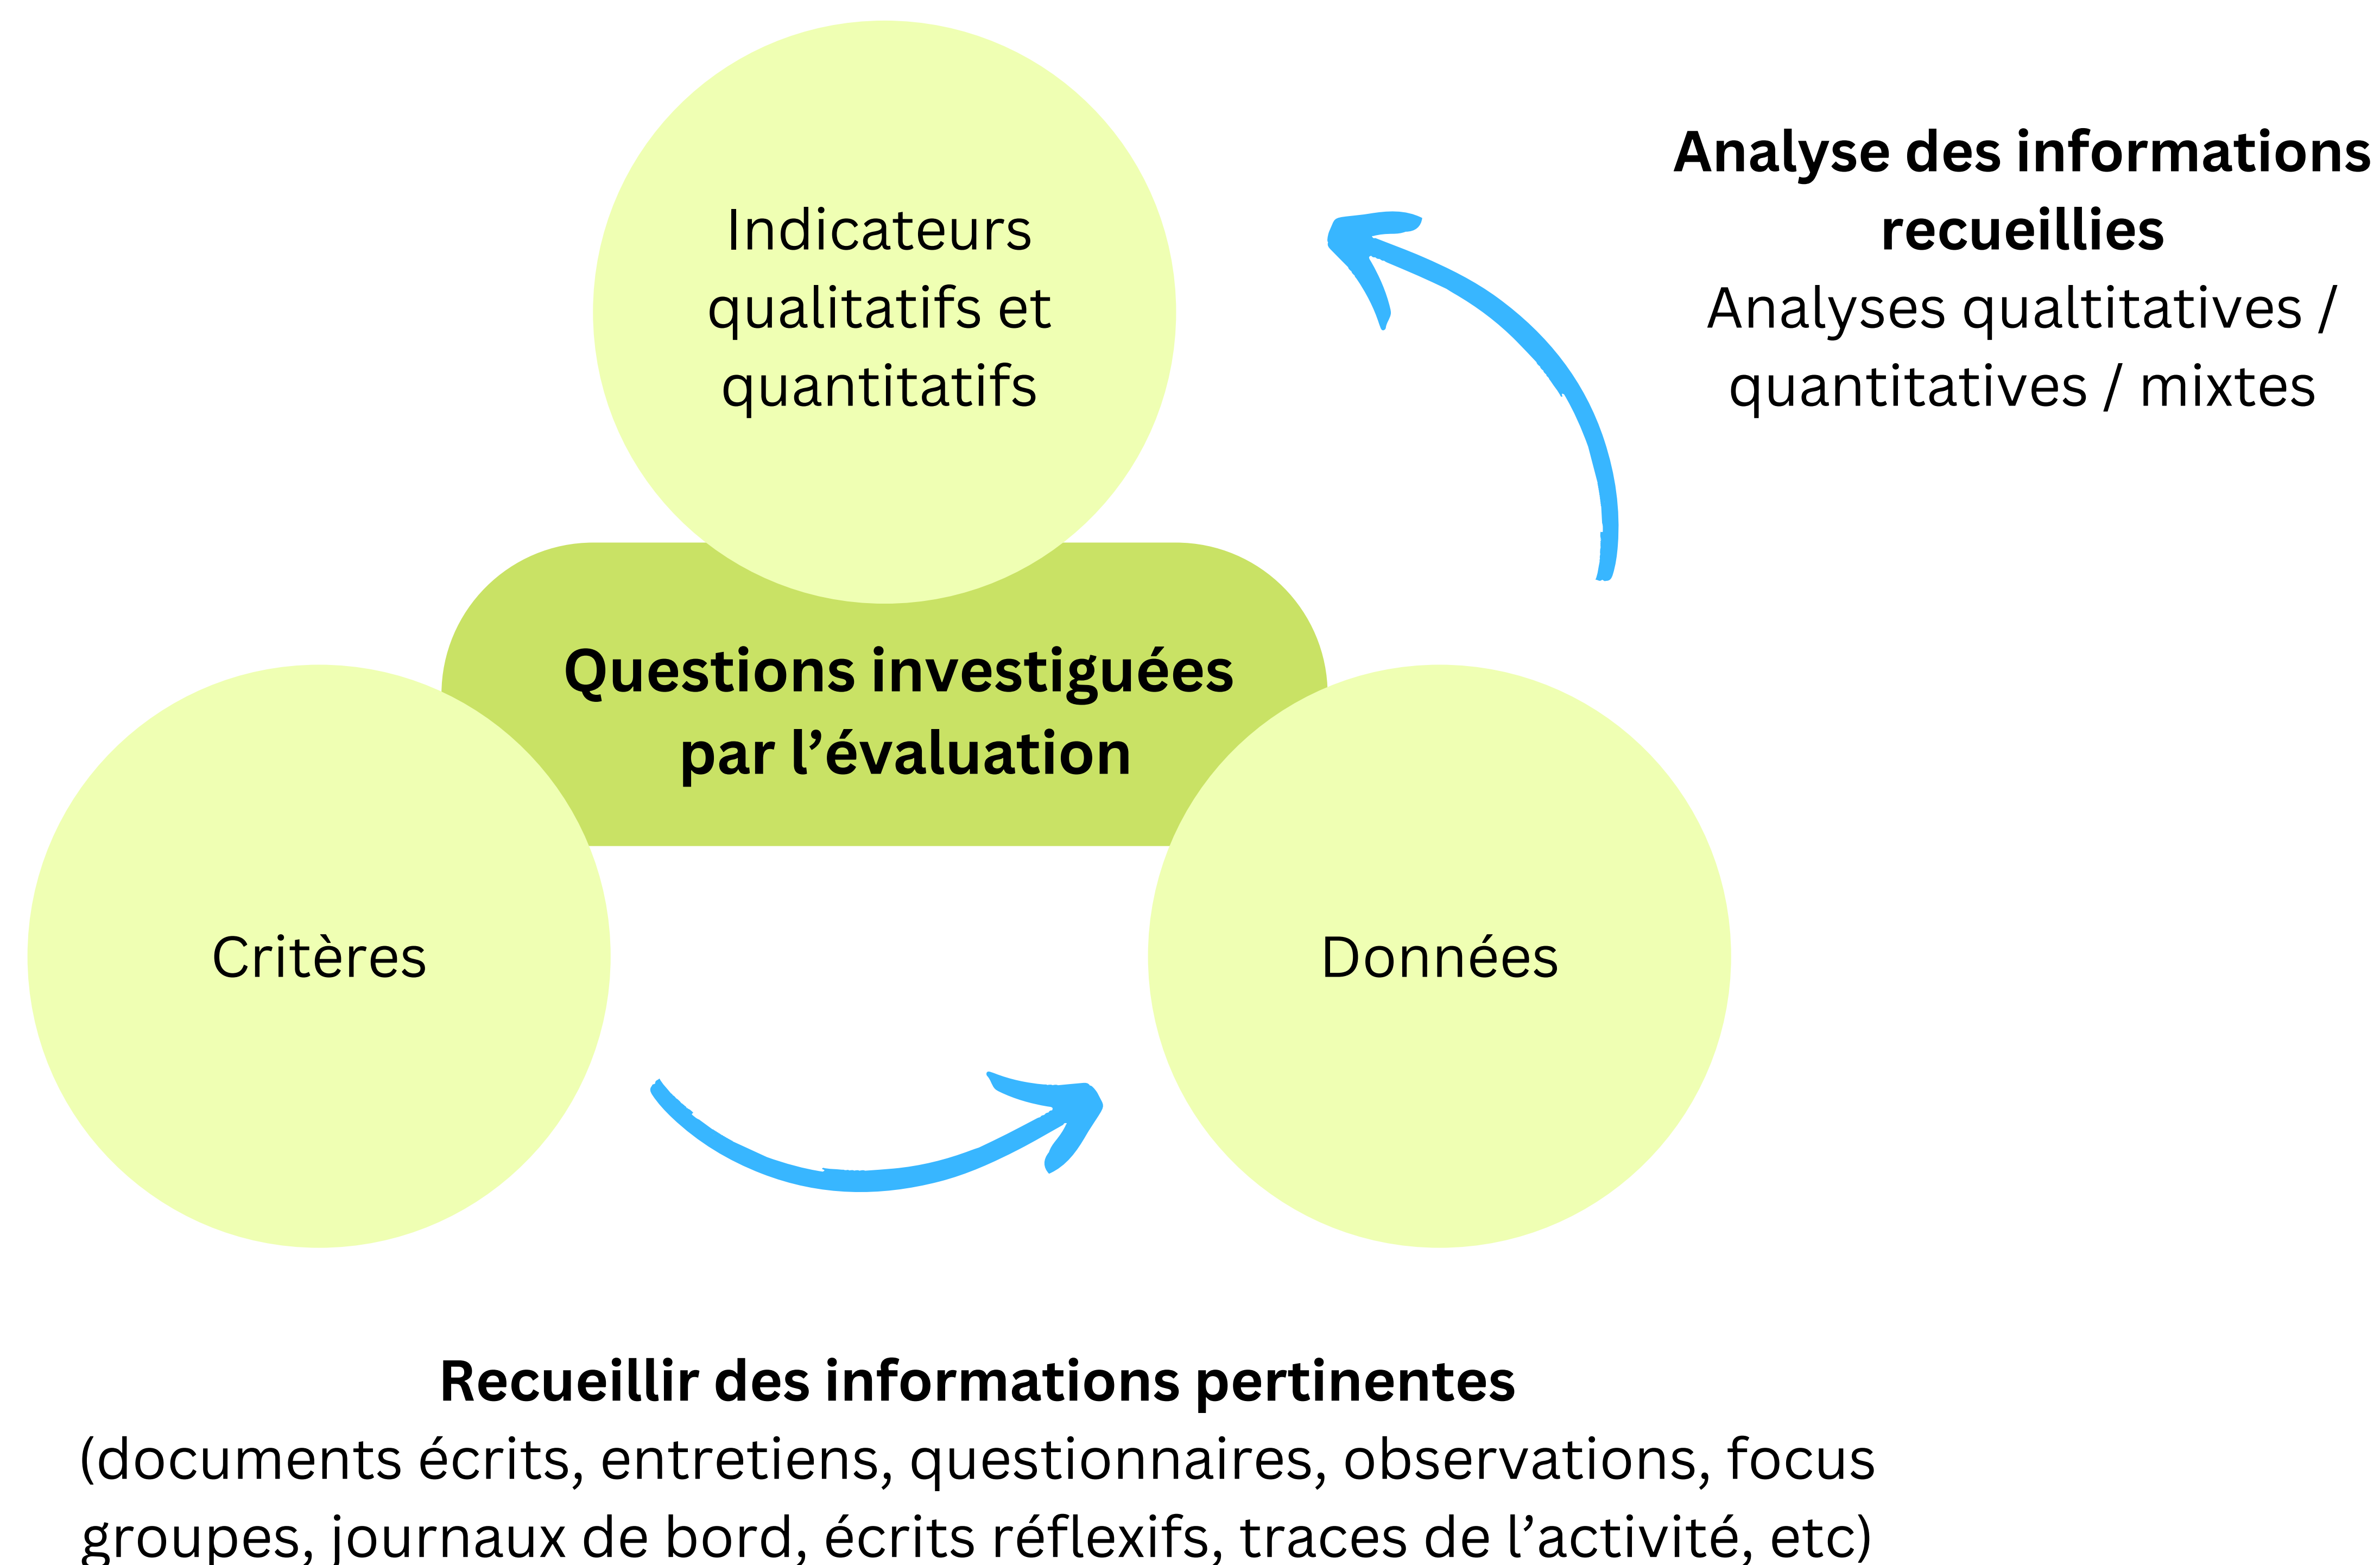 Indicateurs
qualitatifs et
quantitatifs
Analyse des informations
recueillies
Analyses qualtitatives /
quantitatives / mixtes
Questions investiguées
par l’évaluation
Critères
Données
Recueillir des informations pertinentes
(documents écrits, entretiens, questionnaires, observations, focus
groupes, journaux de bord, écrits réflexifs, traces de l’activité, etc)